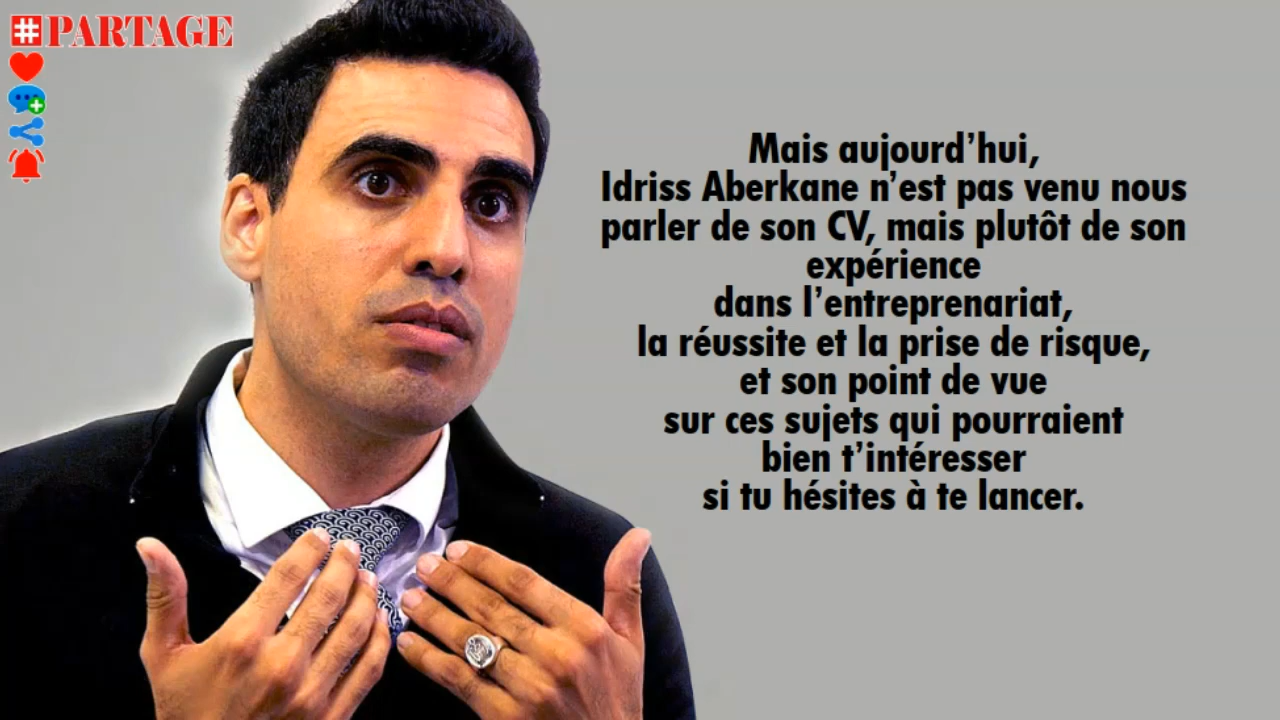 #PARTAGE
Mais aujourd’hui,
Idriss Aberkane n’est pas venu nous
parler de son CV, mais plutôt de son
expérience
dans l’entreprenariat,
la réussite et la prise de risque,
et son point de vue
sur ces sujets qui pourraient
bien t’intéresser
si tu hésites à te lancer.